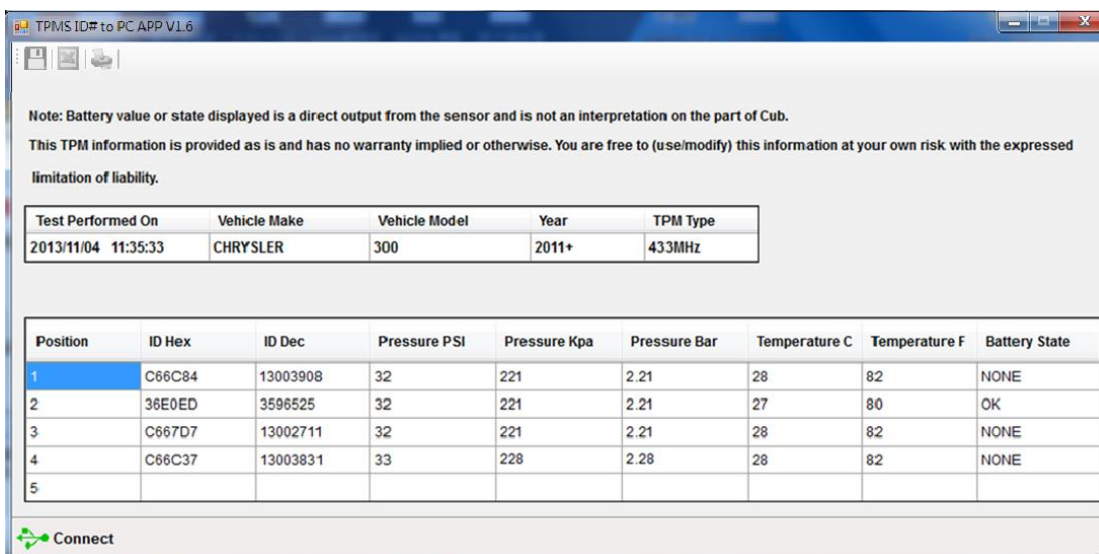 TPMS ID# to PC APP V1.6
Note: Battery value or state displayed is a direct output from the sensor and is not an interpretation on the part of Cub.
This TPM information is provided as is and has no warranty implied or otherwise. You are free to (use/modify) this information at your own risk with the expressed
limitation of liability.
Test Performed On Vehicle Make Vehicle Model Year TPM Type
2013/11/04 11:35:33 CHRYSLER 300 2011+ 433MHz
Position ID Hex ID Dec Pressure PSI Pressure Kpa Pressure Bar Temperature C Temperature F Battery State
1 C66C84 13003908 32 221 2.21 28 82 NONE
2 36E0ED 3596525 32 221 2.21 27 80 OK
3 C667D7 13002711 32 221 2.21 28 82 NONE
4 C66C37 13003831 33 228 2.28 28 82 NONE
5
Connect